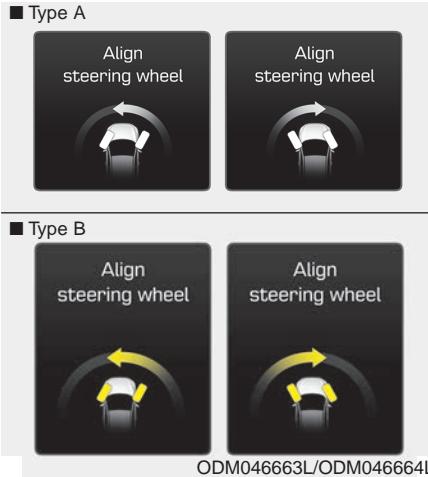 ■ Type A
Align
steering wheel
Align
steering wheel
■ Type B
Align
steering wheel
Align
steering wheel
ODM046663L/ODM046664L